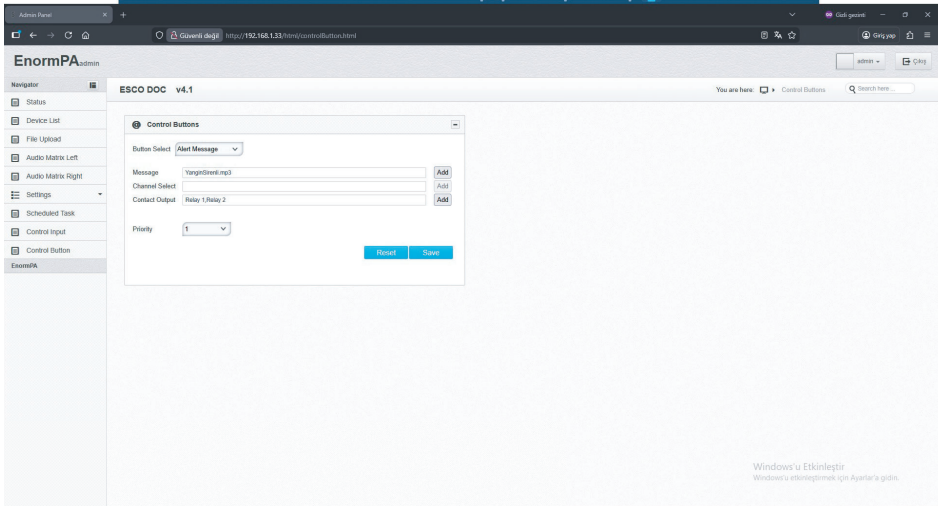 Admin Panel
Gizli gezinti
Güvenli değil
http://192.168.1.33/html/controlButton.html
Giriş yap
EnormPAadmin
admin
Çıkış
Navigator
ESCO DOC v4.1
You are here:
Control Buttons
Search here...
Status
Device List
File Upload
Audio Matrix Left
Audio Matrix Right
Settings
Scheduled Task
Control Input
Control Button
EnormPA
Control Buttons
Button Select Alert Message
Message YanginSirenli.mp3 Add
Channel Select Add
Contact Output Relay 1;Relay 2 Add
Priority 1
Reset Save
Windows'u Etkinleştir
Windows'u etkinleştirmek için Ayarlar'a gidin.